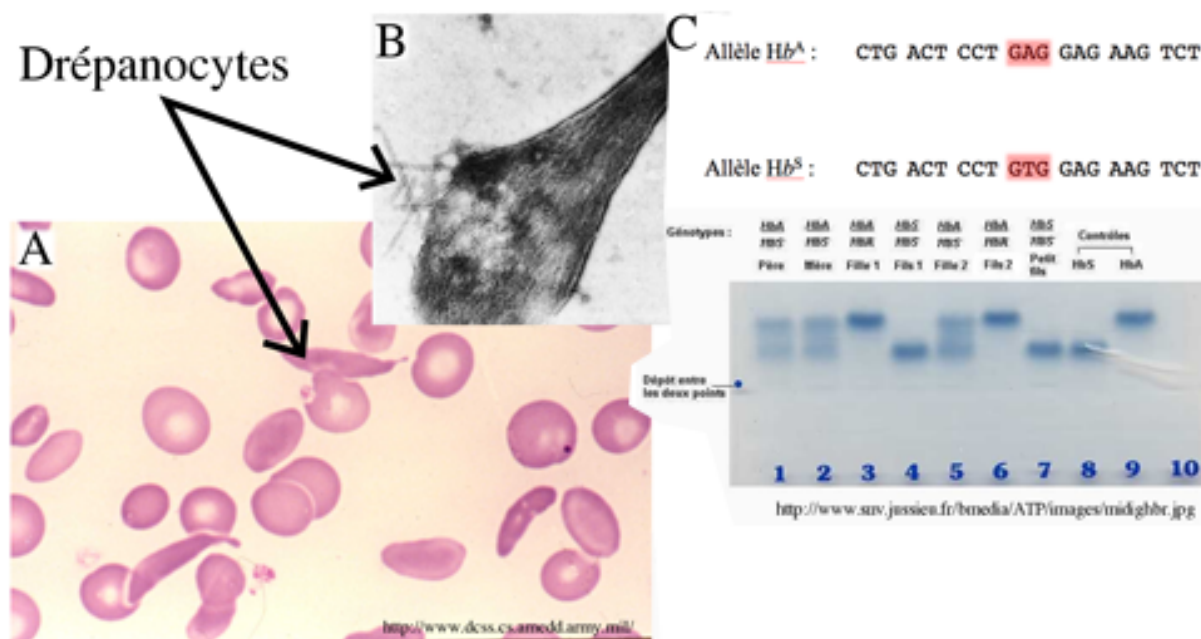 Drépanocytes
A
B
C
Allèle HbA : CTG ACT CCT GAG GAG AAG TCT
Allèle HbS : CTG ACT CCT GTG GAG AAG TCT
Génotypes : HbA HbA HbA HbS HbA HbA HbS
HbS HbS HbA HbS HbS HbA HbS
Contrôles
Père Mère Fille 1 Fils 1 Fille 2 Fils 2 Petit fils HbS HbA
Dépôt entre
les deux points
1 2 3 4 5 6 7 8 9 10
http://www.snv.jussieu.fr/bmedia/ATP/images/midighbr.jpg
http://www.dcss.cs.amedd.army.mil/